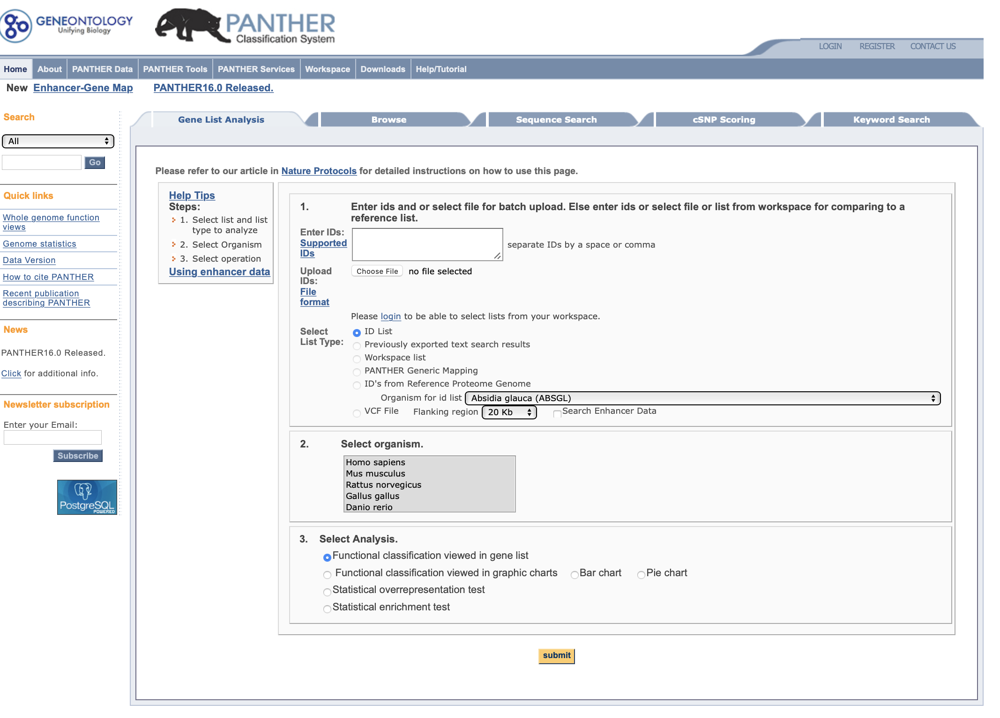 GENEONTOLOGY
Unifying Biology
PANTHER
Classification System
LOGIN REGISTER CONTACT US
Home About PANTHER Data PANTHER Tools PANTHER Services Workspace Downloads Help/Tutorial
New Enhancer-Gene Map PANTHER16.0 Released.
Search
All
Go
Quick links
Whole genome function
views
Genome statistics
Data Version
How to cite PANTHER
Recent publication
describing PANTHER
News
PANTHER16.0 Released.
Click for additional info.
Newsletter subscription
Enter your Email:
Subscribe
PostgreSQL
POWERED
Gene List Analysis Browse Sequence Search cSNP Scoring Keyword Search
Please refer to our article in Nature Protocols for detailed instructions on how to use this page.
Help Tips
Steps:
1. Select list and list
type to analyze
2. Select Organism
3. Select operation
Using enhancer data
1. Enter ids and or select file for batch upload. Else enter ids or select file or list from workspace for comparing to a
reference list.
Enter IDs:
Supported
IDs
separate IDs by a space or comma
Upload
IDs:
File
format
Choose File no file selected
Please login to be able to select lists from your workspace.
Select
List Type:
ID List
Previously exported text search results
Workspace list
PANTHER Generic Mapping
ID's from Reference Proteome Genome
Organism for id list Absidia glauca (ABSGL)
VCF File Flanking region 20 Kb Search Enhancer Data
2. Select organism.
Homo sapiens
Mus musculus
Rattus norvegicus
Gallus gallus
Danio rerio
3. Select Analysis.
Functional classification viewed in gene list
Functional classification viewed in graphic charts Bar chart Pie chart
Statistical overrepresentation test
Statistical enrichment test
submit